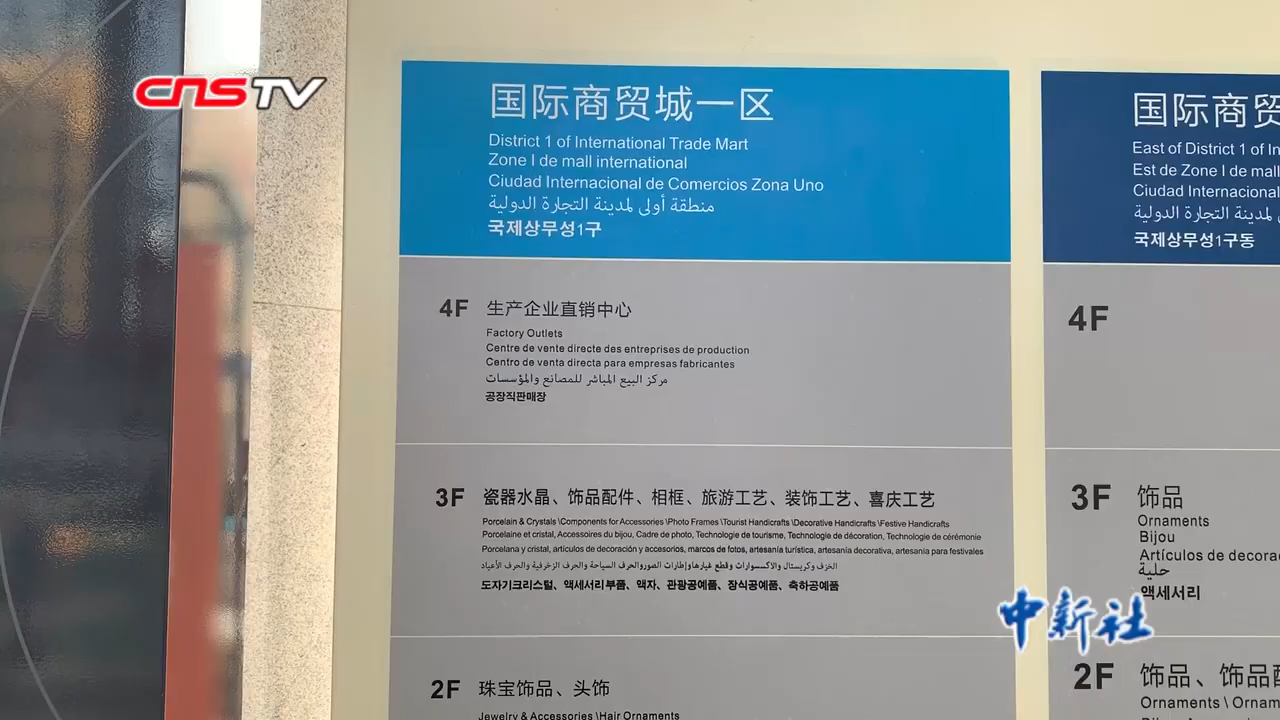 CNSTV
国际商贸城一区
District 1 of International Trade Mart
Zone I de mall international
Ciudad Internacional de Comercios Zona Uno
منطقة أولى لمدينة التجارة الدولية
국제상무성1구
4F 生产企业直销中心
Factory Outlets
Centre de vente directe des entreprises de production
Centro de venta directa para empresas fabricantes
مركز البيع المباشر للمصانع والمؤسسات
공장직판매장
3F 瓷器水晶、饰品配件、相框、旅游工艺、装饰工艺、喜庆工艺
Porcelain & Crystals \Components for Accessories \Photo Frames \Tourist Handicrafts \Decorative Handicrafts \Festive Handicrafts
Porcelaine et cristal, Accessoires du bijou, Cadre de photo, Technologie de tourisme, Technologie de décoration, Technologie de cérémonie
Porcelana y cristal, artículos de decoración y accesorios, marcos de fotos, artesanía turística, artesanía decorativa, artesanía para festivales
الخزف وكريستال والاكسسوارات وقطع غيارهاوإطارات الصوروالحرف السياحة والحرف الزخرفية والحرف الأعياد
도자기크리스털、액세서리부품、액자、관광공예품、장식공예품、축하공예품
2F 珠宝饰品、头饰
Jewelry & Accessories \Hair Ornaments
国际商贸
East of District 1 of In
Est de Zone I de mall
Ciudad Internacional
لمدينة التجارة الدولية
국제상무성1구동
4F
3F 饰品
Ornaments
Bijou
Artículos de decora
حلية
액세서리
2F 饰品、饰品配
Ornaments \ Ornam
中新社